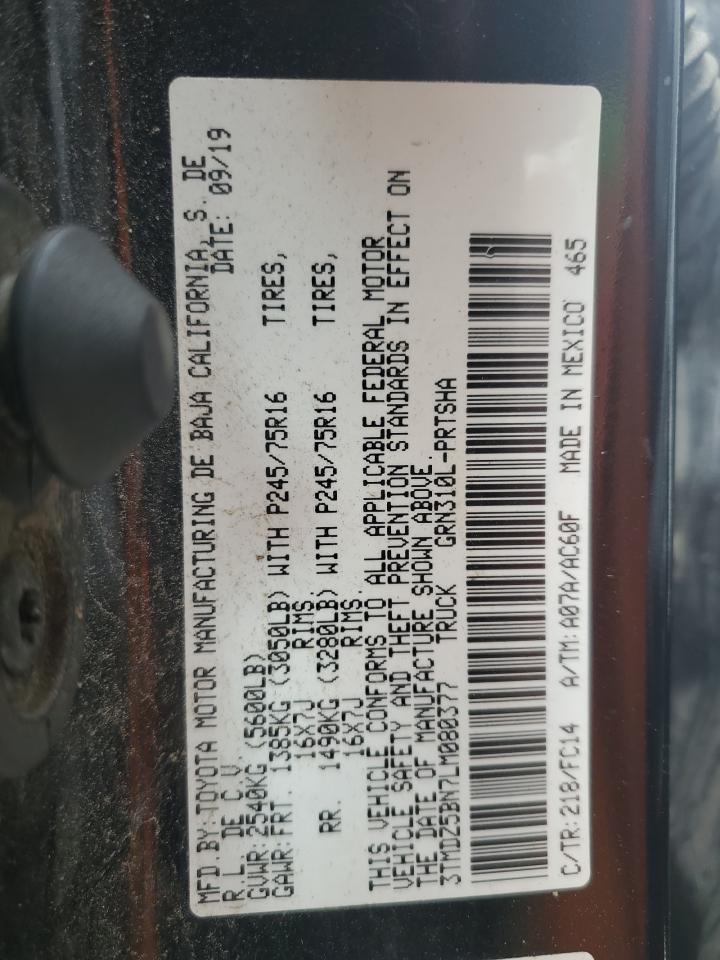 MFD.BY:TOYOTA MOTOR MANUFACTURING DE BAJA CALIFORNIA, S. DE
R L. DE C.V. DATE: 09/19
GVWR:2540KG (5600LB)
GAWR:FRT. 1385KG (3050LB) WITH P245/75R16 TIRES,
16X7J RIMS
RR. 1490KG (3280LB) WITH P245/75R16 TIRES,
16X7J RIMS.
THIS VEHICLE CONFORMS TO ALL APPLICABLE FEDERAL MOTOR
VEHICLE SAFETY AND THEFT PREVENTION STANDARDS IN EFFECT ON
THE DATE OF MANUFACTURE SHOWN ABOVE.
3TMDZ5BN7LM080377 TRUCK GRN310L-PRTSHA
C/TR:218/FC14 A/TM:A07A/AC60F MADE IN MEXICO 465